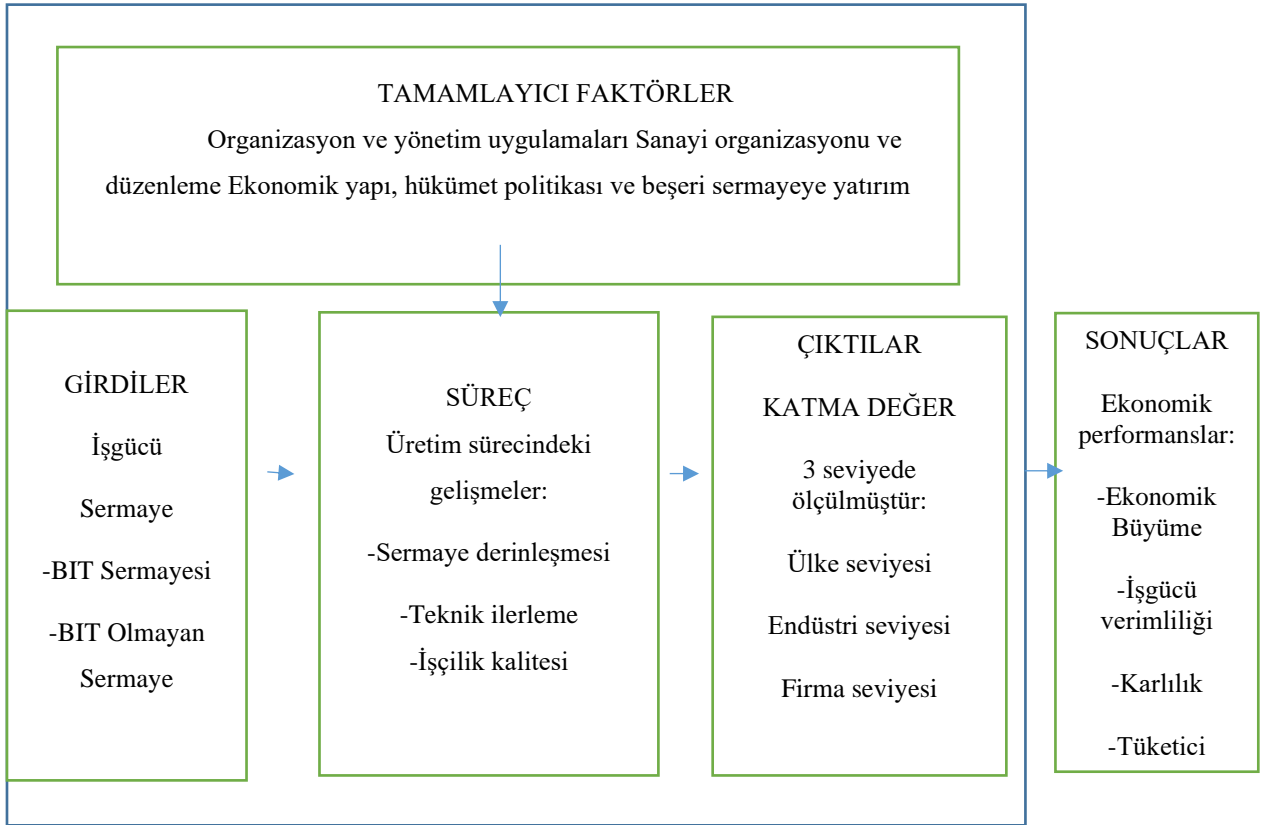 TAMAMLAYICI FAKTÖRLER
Organizasyon ve yönetim uygulamaları Sanayi organizasyonu ve
düzenleme Ekonomik yapı, hükümet politikası ve beşeri sermayeye yatırım
GİRDİLER
İşgücü
Sermaye
-BIT Sermayesi
-BIT Olmayan
Sermaye
SÜREÇ
Üretim sürecindeki
gelişmeler:
-Sermaye derinleşmesi
-Teknik ilerleme
-İşçilik kalitesi
ÇIKTILAR
KATMA DEĞER
3 seviyede
ölçülmüştür:
Ülke seviyesi
Endüstri seviyesi
Firma seviyesi
SONUÇLAR
Ekonomik
performanslar:
-Ekonomik
Büyüme
-İşgücü
verimliliği
-Karlılık
-Tüketici